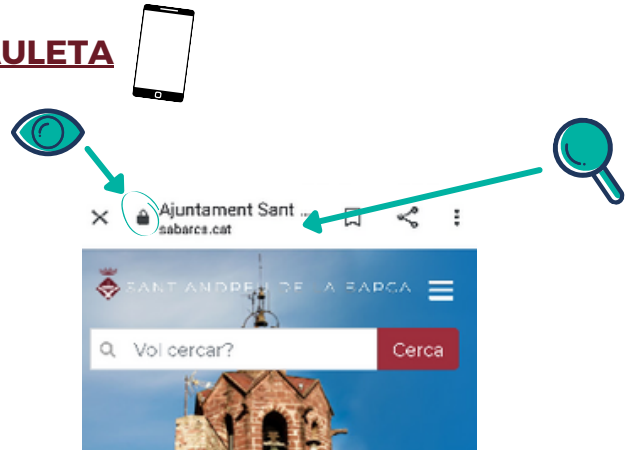 ULETA
Ajuntament Sant ...
sabarca.cat
SANT ANDREU DE LA BARCA
Vol cercar?
Cerca